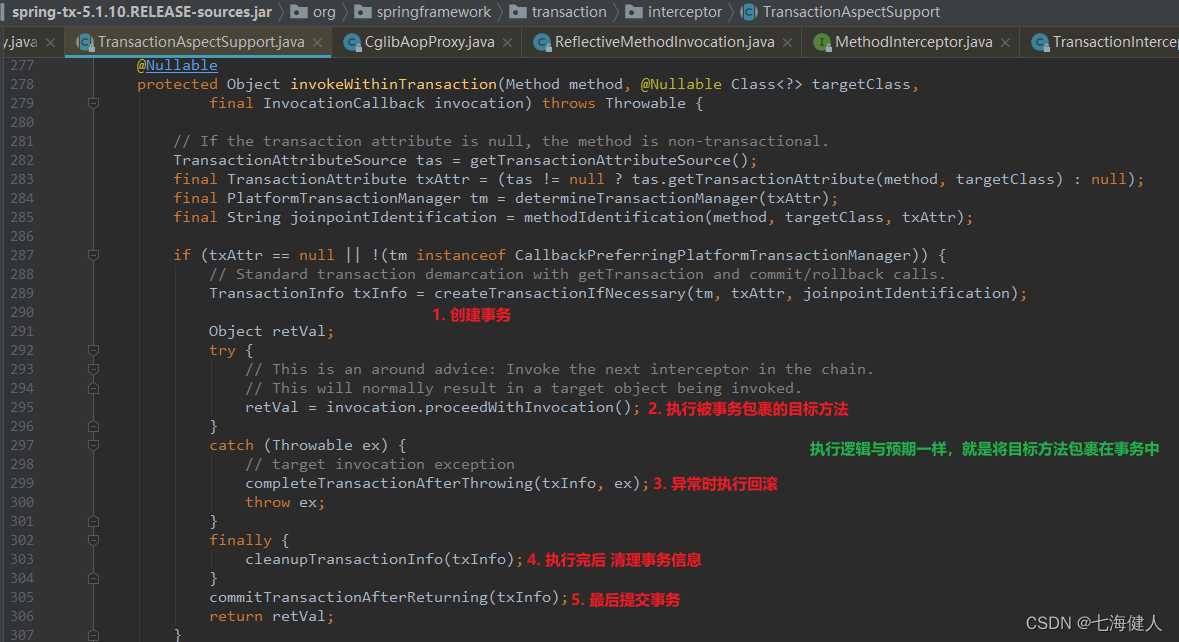 spring-tx-5.1.10.RELEASE-sources.jar org springframework transaction interceptor TransactionAspectSupport
y.java TransactionAspectSupport.java CglibAopProxy.java ReflectiveMethodInvocation.java MethodInterceptor.java TransactionIntercep
277 @Nullable
278 protected Object invokeWithinTransaction(Method method, @Nullable Class<?> targetClass,
279 final InvocationCallback invocation) throws Throwable {
280
281 // If the transaction attribute is null, the method is non-transactional.
282 TransactionAttributeSource tas = getTransactionAttributeSource();
283 final TransactionAttribute txAttr = (tas != null ? tas.getTransactionAttribute(method, targetClass) : null);
284 final PlatformTransactionManager tm = determineTransactionManager(txAttr);
285 final String joinpointIdentification = methodIdentification(method, targetClass, txAttr);
286
287 if (txAttr == null || !(tm instanceof CallbackPreferringPlatformTransactionManager)) {
288 // Standard transaction demarcation with getTransaction and commit/rollback calls.
289 TransactionInfo txInfo = createTransactionIfNecessary(tm, txAttr, joinpointIdentification);
290 1. 创建事务
291 Object retVal;
292 try {
293 // This is an around advice: Invoke the next interceptor in the chain.
294 // This will normally result in a target object being invoked.
295 retVal = invocation.proceedWithInvocation(); 2. 执行被事务包裹的目标方法
296 }
297 catch (Throwable ex) { 执行逻辑与预期一样，就是将目标方法包裹在事务中
298 // target invocation exception
299 completeTransactionAfterThrowing(txInfo, ex); 3. 异常时执行回滚
300 throw ex;
301 }
302 finally {
303 cleanupTransactionInfo(txInfo); 4. 执行完后 清理事务信息
304 }
305 commitTransactionAfterReturning(txInfo); 5. 最后提交事务
306 return retVal;
307 }
CSDN @七海健人